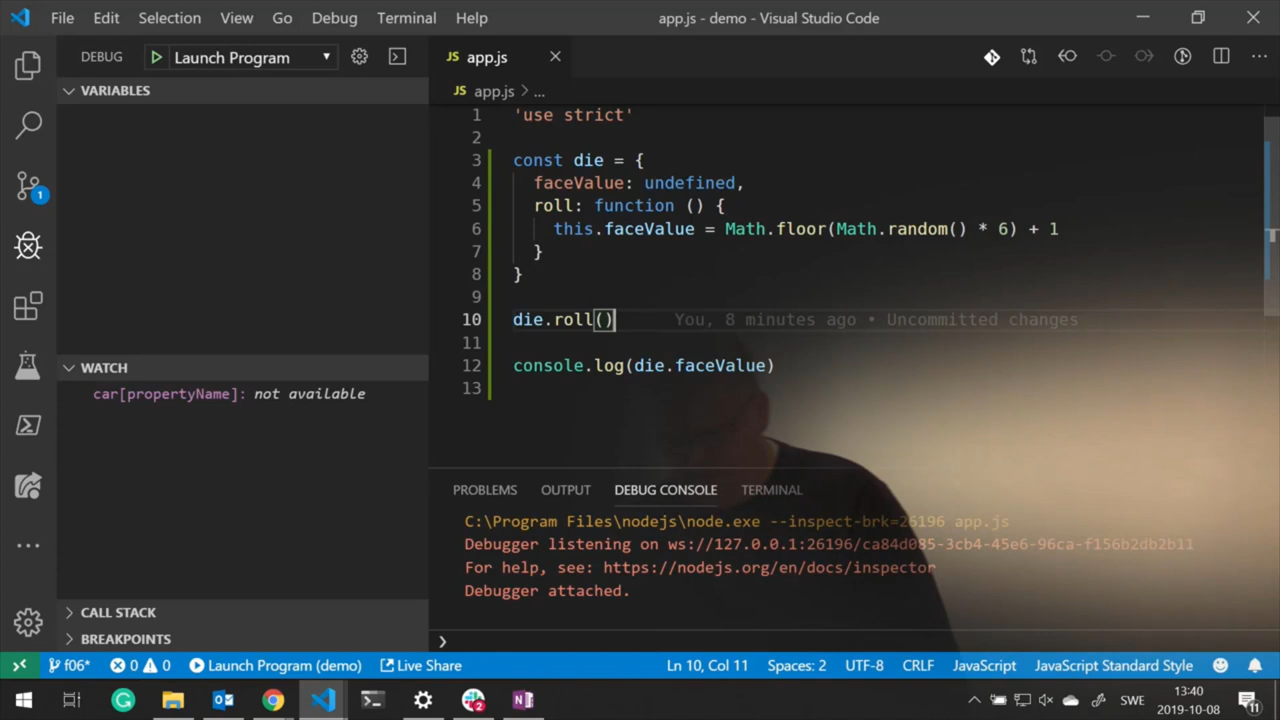 File Edit Selection View Go Debug Terminal Help app.js - demo - Visual Studio Code
DEBUG Launch Program
JS app.js
VARIABLES
JS app.js > ...
1 'use strict'
2
3 const die = {
4 faceValue: undefined,
5 roll: function () {
6 this.faceValue = Math.floor(Math.random() * 6) + 1
7 }
8 }
9
10 die.roll() You, 8 minutes ago • Uncommitted changes
11
12 console.log(die.faceValue)
13
1
WATCH
car[propertyName]: not available
CALL STACK
BREAKPOINTS
PROBLEMS OUTPUT DEBUG CONSOLE TERMINAL
C:\Program Files\nodejs\node.exe --inspect-brk=26196 app.js
Debugger listening on ws://127.0.0.1:26196/ca84d085-3cb4-45e6-96ca-f156b2db2b11
For help, see: https://nodejs.org/en/docs/inspector
Debugger attached.
f06* 0 0 Launch Program (demo) Live Share Ln 10, Col 11 Spaces: 2 UTF-8 CRLF JavaScript JavaScript Standard Style
2 SWE 13:40
2019-10-08 11